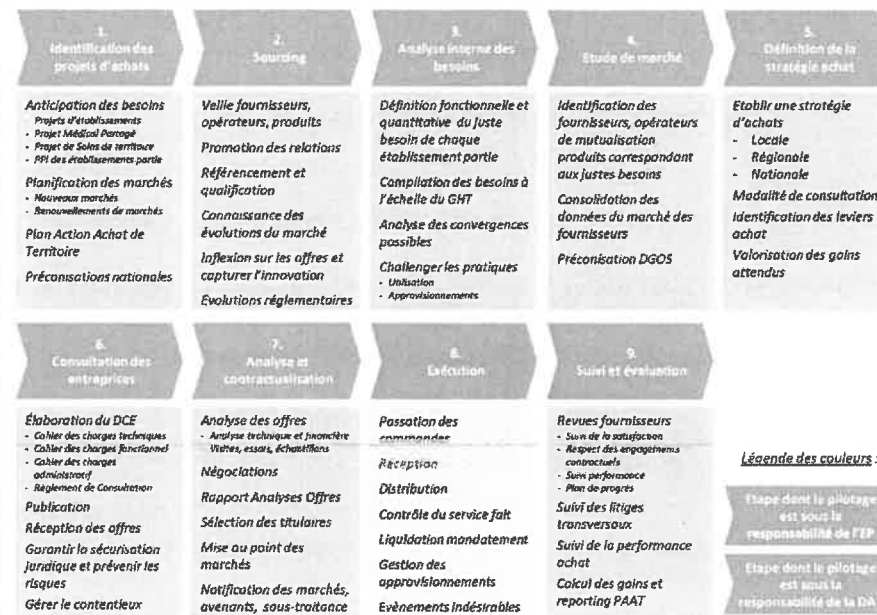 1.
Identification des
projets d'achats
2.
Sourcing
3.
Analyse interne des
besoins
4.
Etude de marché
5.
Définition de la
stratégie achat
Anticipation des besoins
Projets d'établissements
- Projet Médical Partagé
- Projet de Soins de territoire
- PPI des établissements partie
Planification des marchés
- Nouveaux marchés
- Renouvellements de marchés
Plan Action Achat de
Territoire
Préconisations nationales
Veille fournisseurs,
opérateurs, produits
Promotion des relations
Référencement et
qualification
Connaissance des
évolutions du marché
Inflexion sur les offres et
capturer l'innovation
Evolutions réglementaires
Définition fonctionnelle et
quantitative du juste
besoin de chaque
établissement partie
Compilation des besoins à
l'échelle du GHT
Analyse des convergences
possibles
Challenger les pratiques
- Utilisation
- Approvisionnements
Identification des
fournisseurs, opérateurs
de mutualisation
produits correspondant
aux justes besoins
Consolidation des
données du marché des
fournisseurs
Préconisation DGOS
Etablir une stratégie
d'achats
- Locale
- Régionale
- Nationale
Modalité de consultation
Identification des leviers
achat
Valorisation des gains
attendus
6.
Consultation des
entreprices
7.
Analyse et
contractualisation
8.
Exécution
9.
Suivi et évaluation
Élaboration du DCE
- Cahier des charges techniques
- Cahier des charges fonctionnel
- Cahier des charges
administratif
- Règlement de Consultation
Publication
Réception des offres
Garantir la sécurisation
juridique et prévenir les
risques
Gérer le contentieux
Analyse des offres
- Analyse technique et financière
Visites, essais, échantillons
Négociations
Rapport Analyses Offres
Sélection des titulaires
Mise au point des
marchés
Notification des marchés,
avenants, sous-traitance
Passation des
commandes
Réception
Distribution
Contrôle du service fait
Liquidation mandatement
Gestion des
approvisionnements
Evènements indésirables
Revues fournisseurs
- Suivi de la satisfaction
- Respect des engagements
contractuels
- Suivi performance
- Plan de progrès
Suivi des litiges
transversaux
Suivi de la performance
achat
Calcul des gains et
reporting PAAT
Légende des couleurs :
Etape dont le pilotage
est sous la
responsabilité de l'EP
Etape dont le pilotage
est sous la
responsabilité de la DA